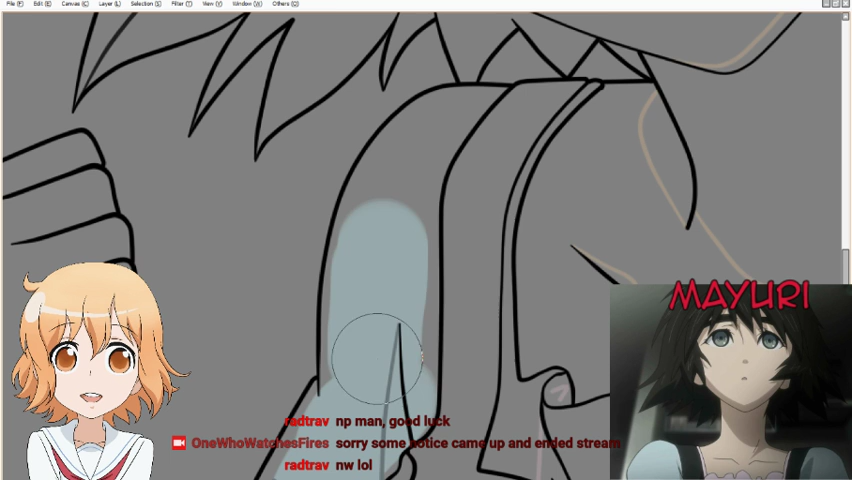 File (F) Edit (E) Canvas (C) Layer (L) Selection (S) Filter (T) View (V) Window (W) Others (O)
MAYURI
radtrav np man, good luck
OneWhoWatchesFires sorry some notice came up and ended stream
radtrav nw lol